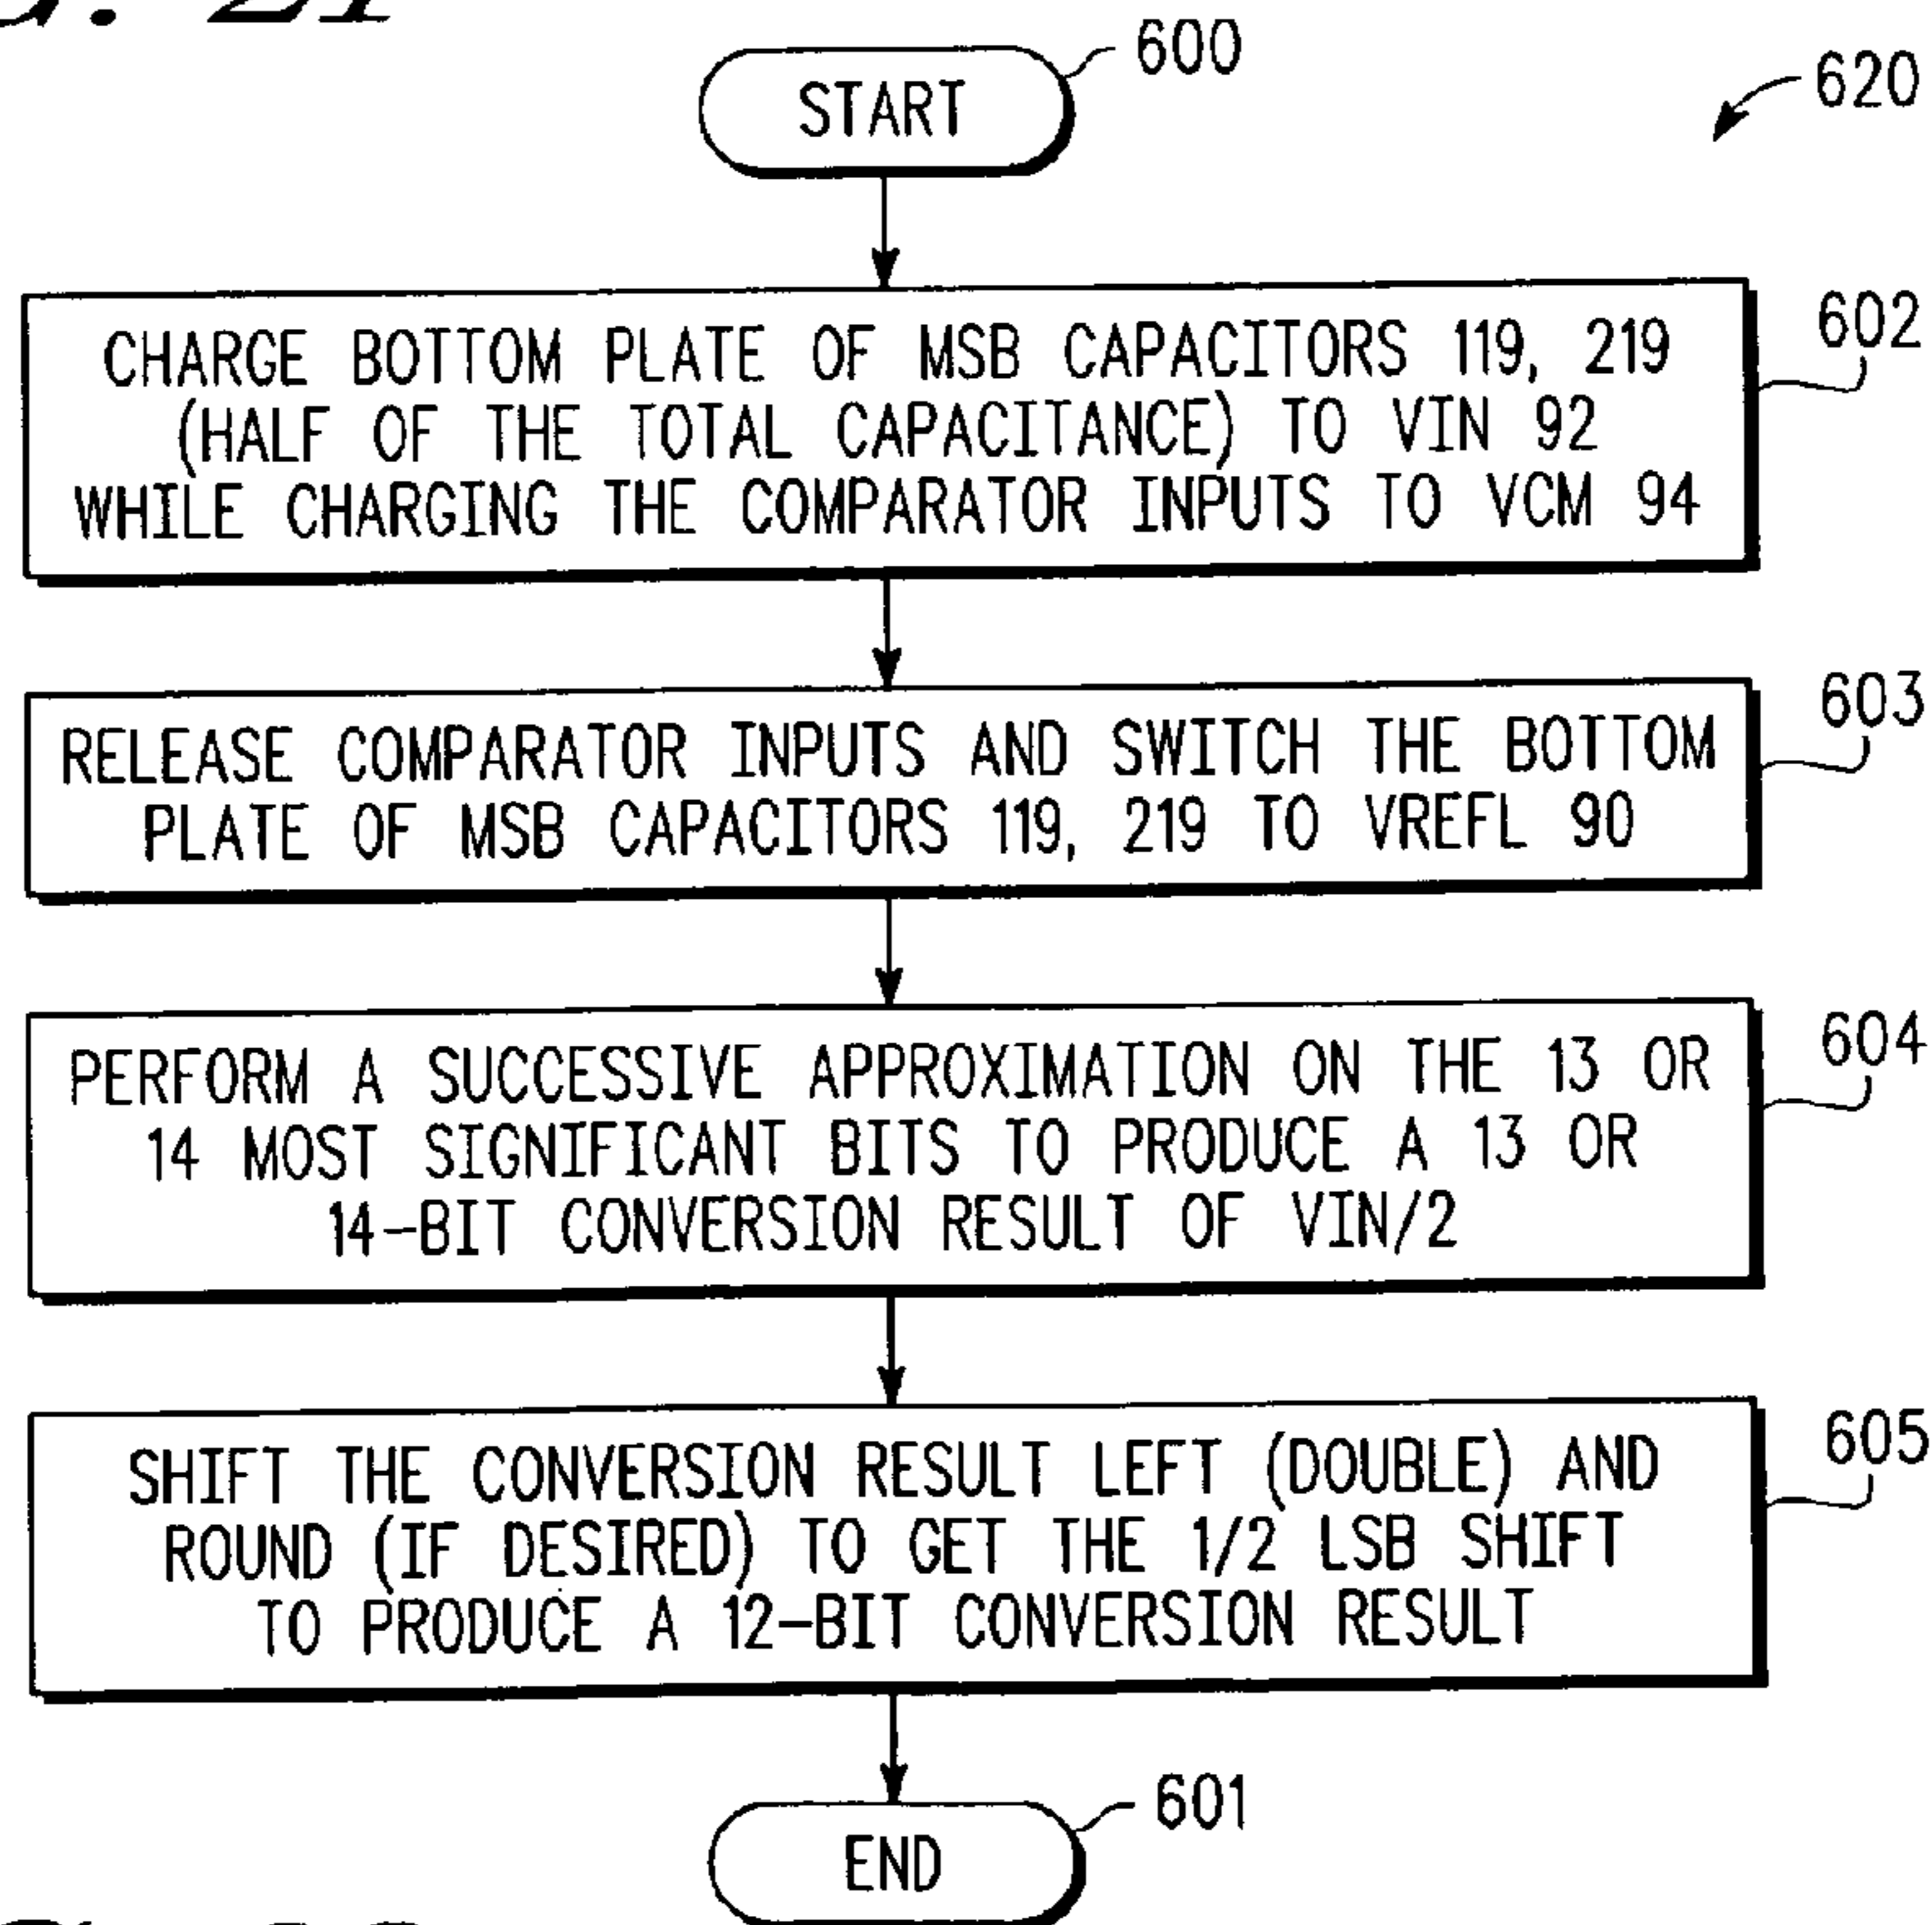 21
START
600
620
CHARGE BOTTOM PLATE OF MSB CAPACITORS 119, 219
(HALF OF THE TOTAL CAPACITANCE) TO VIN 92
WHILE CHARGING THE COMPARATOR INPUTS TO VCM 94
602
RELEASE COMPARATOR INPUTS AND SWITCH THE BOTTOM
PLATE OF MSB CAPACITORS 119, 219 TO VREFL 90
603
PERFORM A SUCCESSIVE APPROXIMATION ON THE 13 OR
14 MOST SIGNIFICANT BITS TO PRODUCE A 13 OR
14-BIT CONVERSION RESULT OF VIN/2
604
SHIFT THE CONVERSION RESULT LEFT (DOUBLE) AND
ROUND (IF DESIRED) TO GET THE 1/2 LSB SHIFT
TO PRODUCE A 12-BIT CONVERSION RESULT
605
END
601